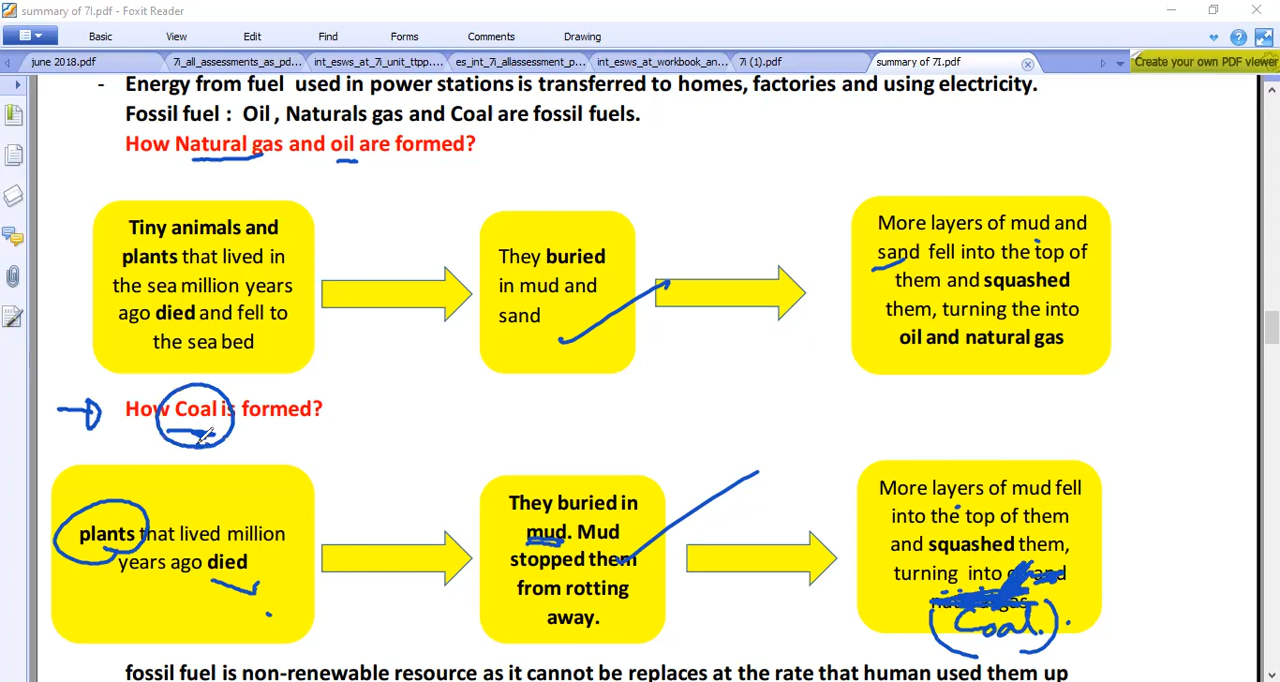 summary of 7I.pdf - Foxit Reader
Basic View Edit Find Forms Comments Drawing
june 2018.pdf 7i_all_assessments_as_pd... int_esws_at_7i_unit_ttpp.... es_int_7i_allassessment_p... int_esws_at_workbook_an... 7i (1).pdf summary of 7I.pdf Create your own PDF viewer
- Energy from fuel used in power stations is transferred to homes, factories and using electricity.
Fossil fuel : Oil , Naturals gas and Coal are fossil fuels.
How Natural gas and oil are formed?
Tiny animals and
plants that lived in
the sea million years
ago died and fell to
the sea bed
They buried
in mud and
sand
More layers of mud and
sand fell into the top of
them and squashed
them, turning the into
oil and natural gas
How Coal is formed?
plants that lived million
years ago died
They buried in
mud. Mud
stopped them
from rotting
away.
More layers of mud fell
into the top of them
and squashed them,
turning into and
Coal.
fossil fuel is non-renewable resource as it cannot be replaces at the rate that human used them up